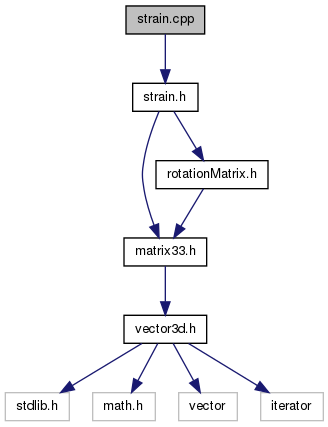 strain.cpp
strain.h
rotationMatrix.h
matrix33.h
vector3d.h
stdlib.h
math.h
vector
iterator